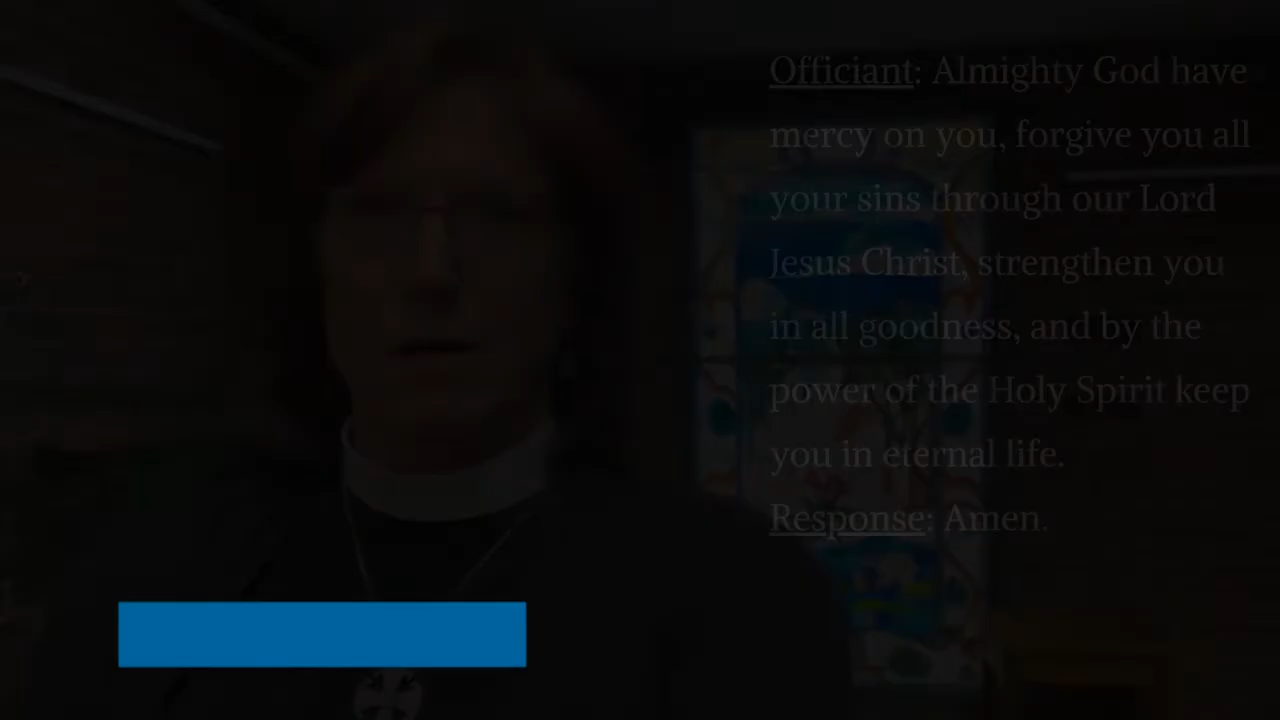 Officiant: Almighty God have
mercy on you, forgive you all
your sins through our Lord
Jesus Christ, strengthen you
in all goodness, and by the
power of the Holy Spirit keep
you in eternal life.
Response: Amen.